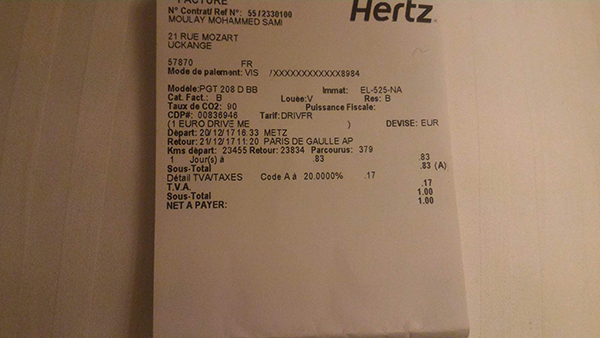 FACTURE
Hertz
N° Contrat/ Ref N°: 55/2330100
MOULAY MOHAMMED SAMI
21 RUE MOZART
UCKANGE
57870 FR
Mode de paiement: VIS /XXXXXXXXXXXX8984
Modèle: PGT 208 D BB Immat: EL-525-NA
Cat. Fact.: B Louée: V Res: B
Taux de CO2: 90 Puissance Fiscale:
CDP#: 00836946 Tarif: DRIVFR
(1 EURO DRIVE ME ) DEVISE: EUR
Départ: 20/12/17 16:33 METZ
Retour: 21/12/17 11:20 PARIS DE GAULLE AP
Kms départ: 23455 Retour: 23834 Parcourus: 379
1 Jour(s) à .83 .83
Sous-Total .83 (A)
Détail TVA/TAXES Code A à 20.0000% .17
T.V.A. .17
Sous-Total 1.00
NET A PAYER: 1.00